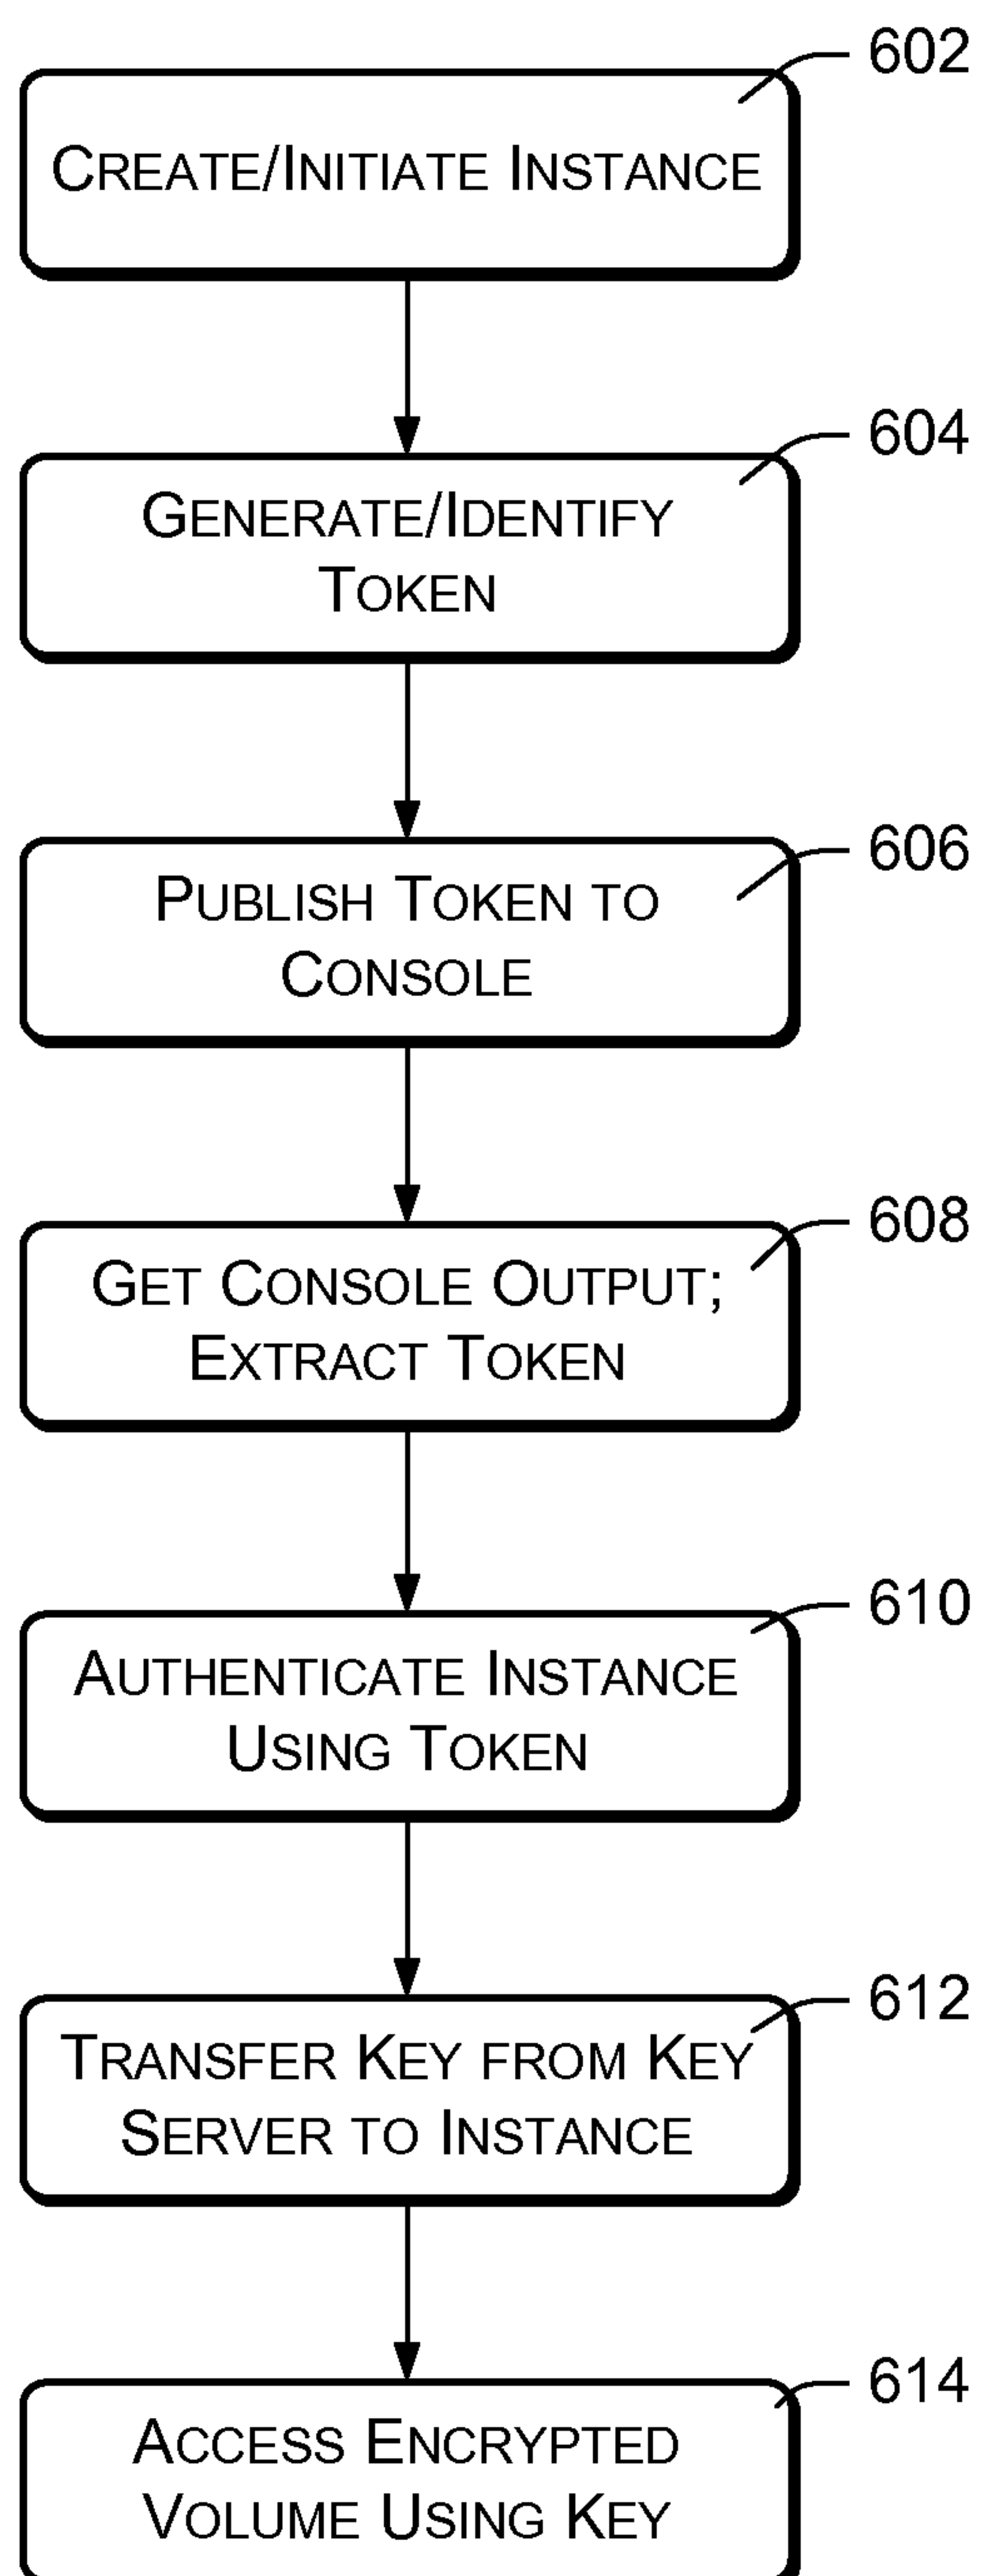 602
CREATE/INITIATE INSTANCE
604
GENERATE/IDENTIFY
TOKEN
606
PUBLISH TOKEN TO
CONSOLE
608
GET CONSOLE OUTPUT;
EXTRACT TOKEN
610
AUTHENTICATE INSTANCE
USING TOKEN
612
TRANSFER KEY FROM KEY
SERVER TO INSTANCE
614
ACCESS ENCRYPTED
VOLUME USING KEY